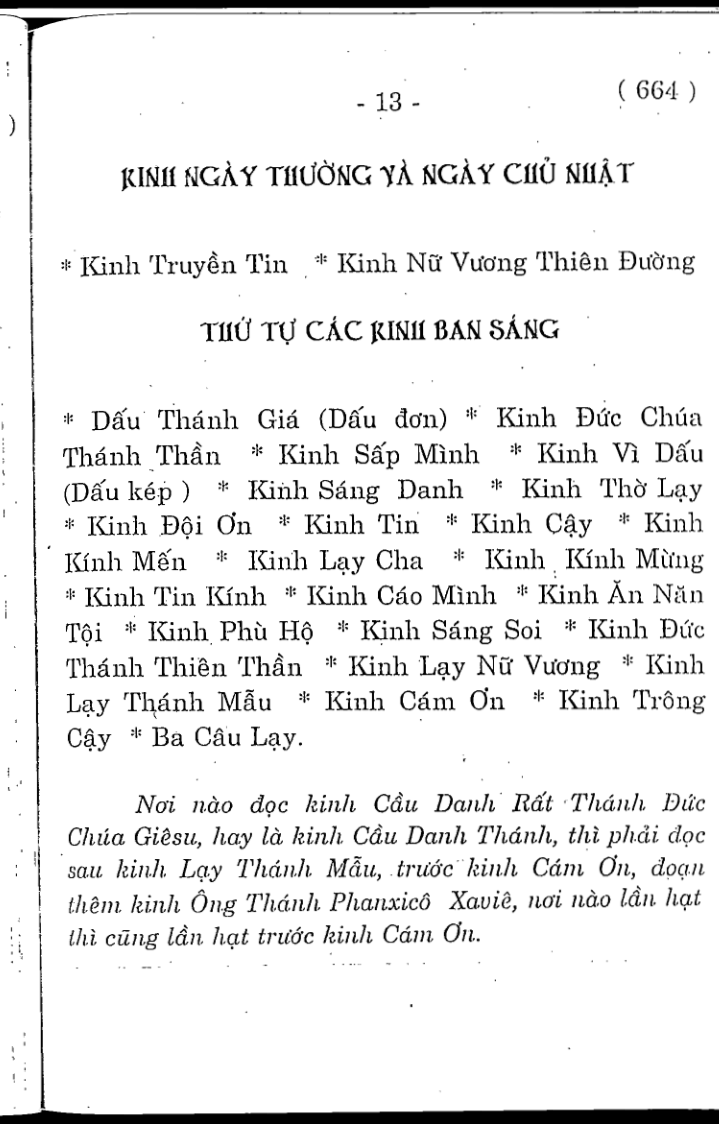 )
- 13 -
( 664 )
KINH NGÀY THƯỜNG VÀ NGÀY CHỦ NHẬT
* Kinh Truyền Tin * Kinh Nữ Vương Thiên Đường
THỨ TỰ CÁC KINH BAN SÁNG
* Dấu Thánh Giá (Dấu đơn) * Kinh Đức Chúa
Thánh Thần * Kinh Sấp Mình * Kinh Vì Dấu
(Dấu kép ) * Kinh Sáng Danh * Kinh Thờ Lạy
* Kinh Đội Ơn * Kinh Tin * Kinh Cậy * Kinh
Kính Mến * Kinh Lạy Cha * Kinh Kính Mừng
* Kinh Tin Kính * Kinh Cáo Mình * Kinh Ăn Năn
Tội * Kinh Phù Hộ * Kinh Sáng Soi * Kinh Đức
Thánh Thiên Thần * Kinh Lạy Nữ Vương * Kinh
Lạy Thánh Mẫu * Kinh Cám Ơn * Kinh Trông
Cậy * Ba Câu Lạy.
Nơi nào đọc kinh Cầu Danh Rất Thánh Đức
Chúa Giêsu, hay là kinh Cầu Danh Thánh, thì phải đọc
sau kinh Lạy Thánh Mẫu, trước kinh Cám Ơn, đoạn
thêm kinh Ông Thánh Phanxicô Xaviê, nơi nào lần hạt
thì cũng lần hạt trước kinh Cám Ơn.